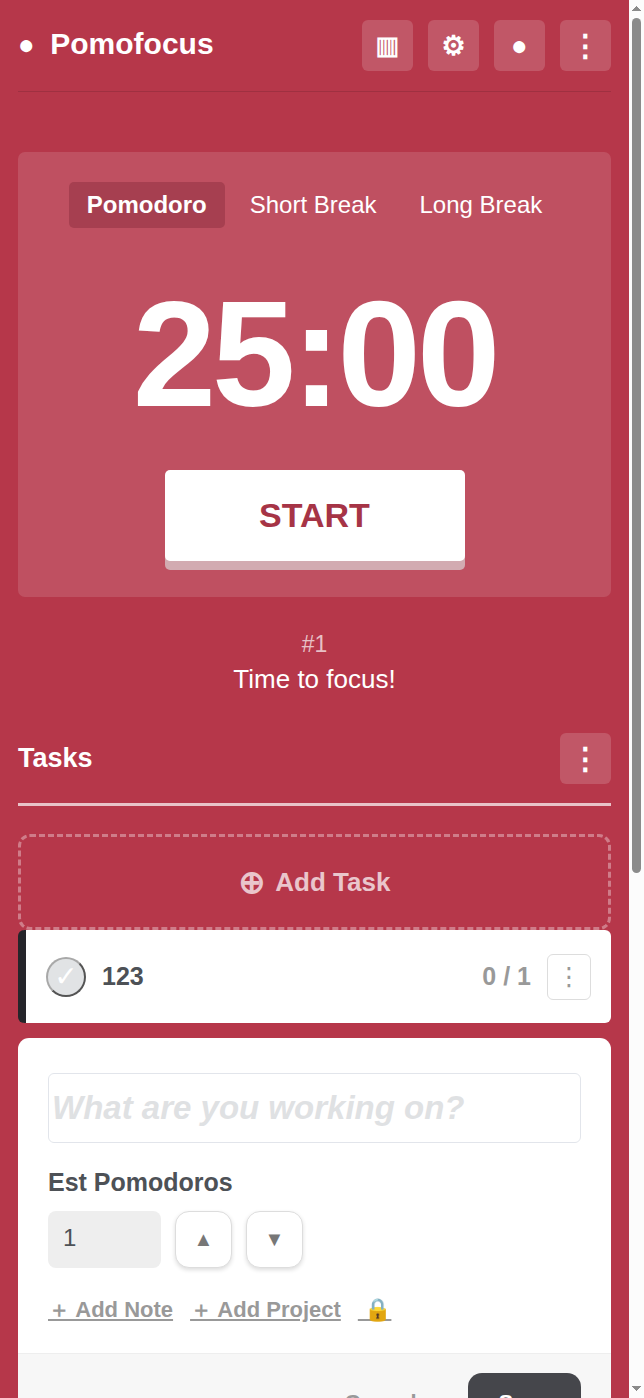 Pomofocus
Pomodoro Short Break Long Break
25:00
START
#1
Time to focus!
Tasks
Add Task
123 0 / 1
What are you working on?
Est Pomodoros
1
+ Add Note + Add Project